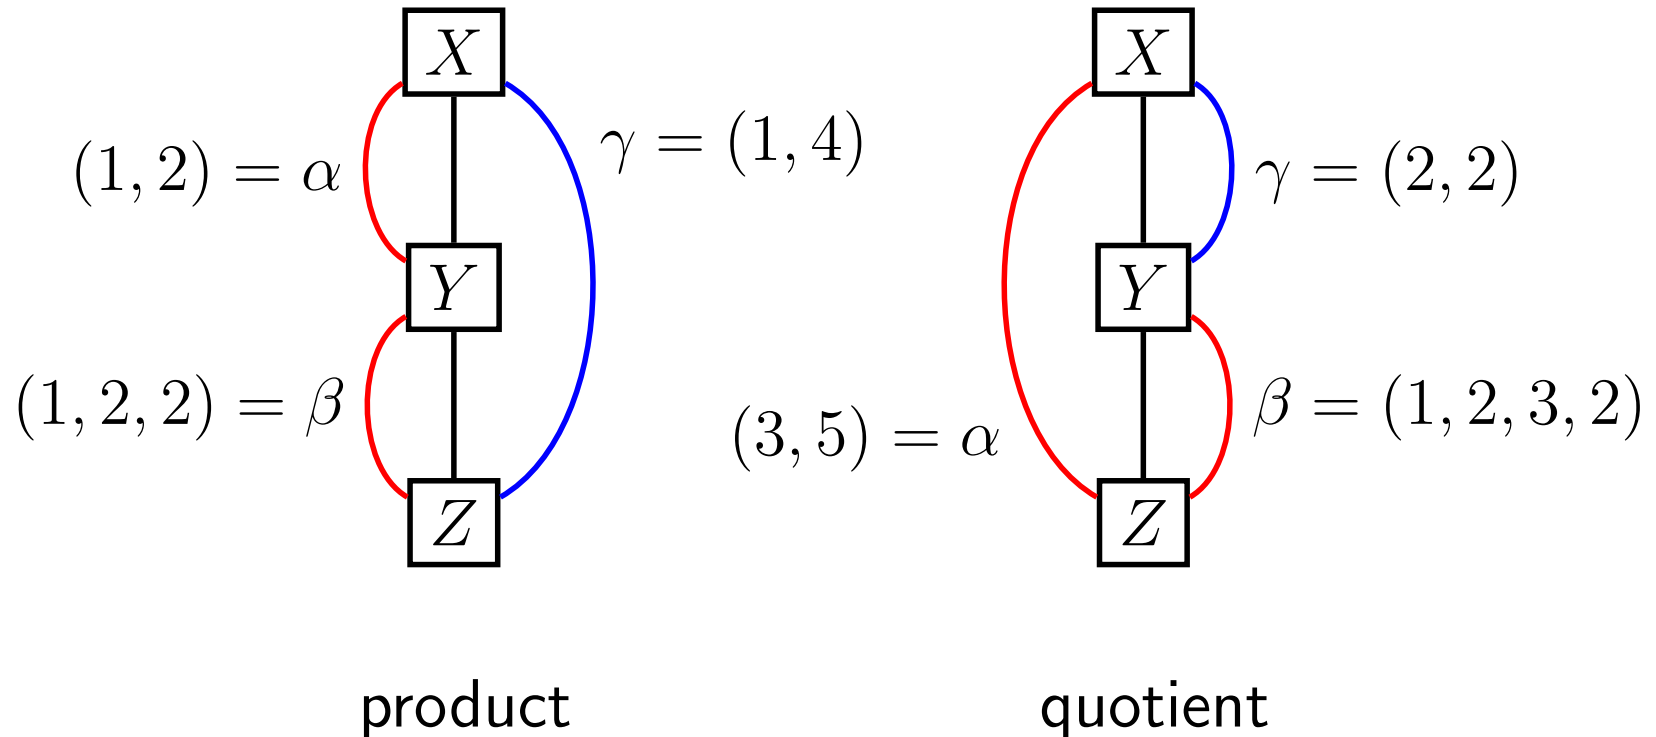 X
(1, 2) = α
γ = (1, 4)
Y
(1, 2, 2) = β
Z
product
X
γ = (2, 2)
Y
(3, 5) = α
β = (1, 2, 3, 2)
Z
quotient